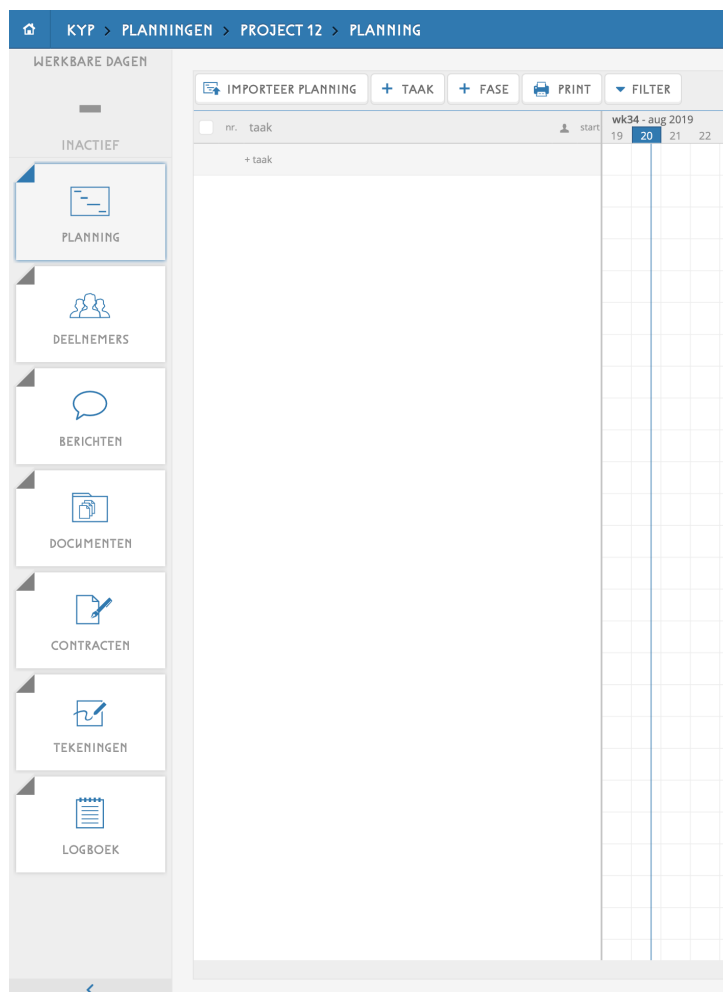 KYP > PLANNINGEN > PROJECT 12 > PLANNING
WERKBARE DAGEN
INACTIEF
PLANNING
DEELNEMERS
BERICHTEN
DOCUMENTEN
CONTRACTEN
TEKENINGEN
LOGBOEK
IMPORTEER PLANNING + TAAK + FASE PRINT FILTER
nr. taak start
+ taak
wk34 - aug 2019
19 20 21 22